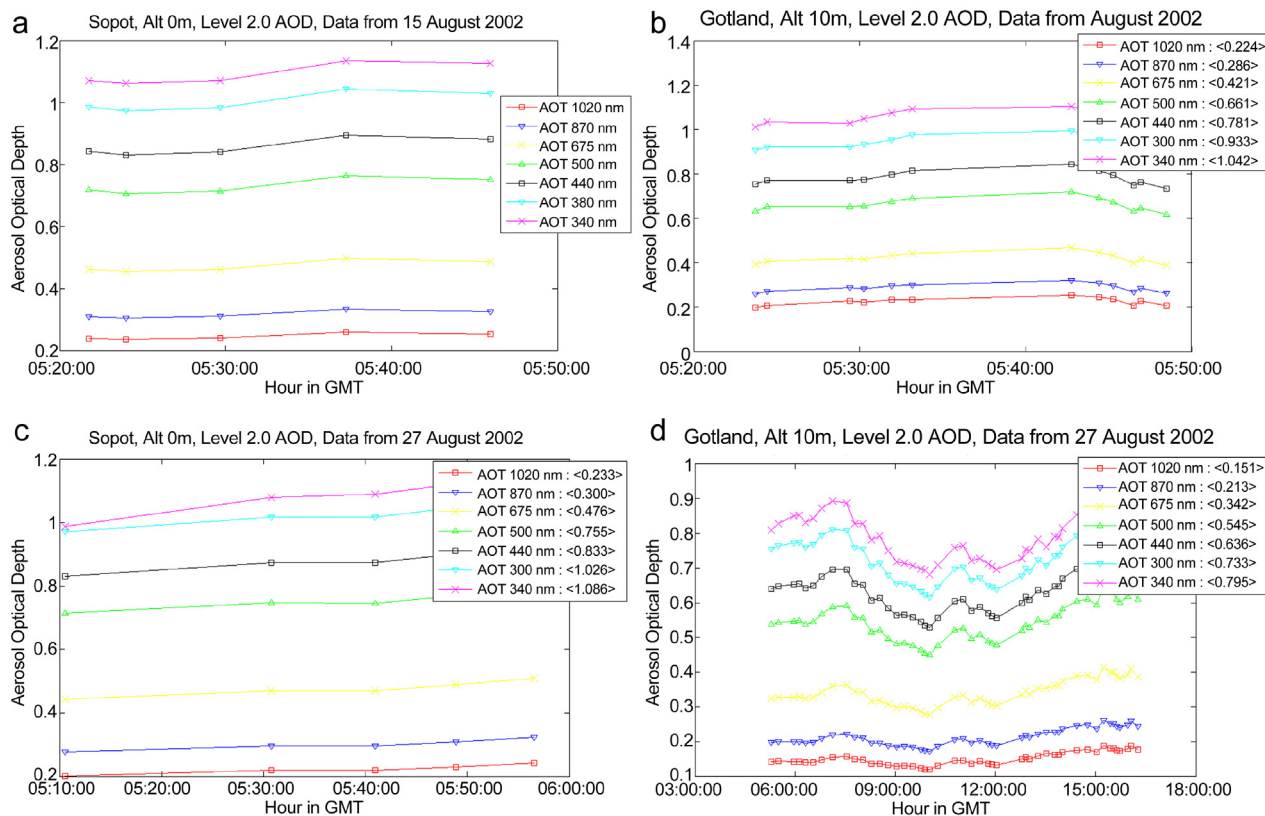 a
Sopot, Alt 0m, Level 2.0 AOD, Data from 15 August 2002
Aerosol Optical Depth
1.2
1
0.8
0.6
0.4
0.2
05:20:00
05:30:00
05:40:00
05:50:00
Hour in GMT
AOT 1020 nm
AOT 870 nm
AOT 675 nm
AOT 500 nm
AOT 440 nm
AOT 380 nm
AOT 340 nm
b
Gotland, Alt 10m, Level 2.0 AOD, Data from August 2002
Aerosol Optical Depth
1.4
1.2
1
0.8
0.6
0.4
0.2
0
05:20:00
05:30:00
05:40:00
05:50:00
Hour in GMT
AOT 1020 nm : <0.224>
AOT 870 nm : <0.286>
AOT 675 nm : <0.421>
AOT 500 nm : <0.661>
AOT 440 nm : <0.781>
AOT 300 nm : <0.933>
AOT 340 nm : <1.042>
c
Sopot, Alt 0m, Level 2.0 AOD, Data from 27 August 2002
Aerosol Optical Depth
1.2
1
0.8
0.6
0.4
0.2
05:10:00
05:20:00
05:30:00
05:40:00
05:50:00
06:00:00
Hour in GMT
AOT 1020 nm : <0.233>
AOT 870 nm : <0.300>
AOT 675 nm : <0.476>
AOT 500 nm : <0.755>
AOT 440 nm : <0.833>
AOT 300 nm : <1.026>
AOT 340 nm : <1.086>
d
Gotland, Alt 10m, Level 2.0 AOD, Data from 27 August 2002
Aerosol Optical Depth
1
0.9
0.8
0.7
0.6
0.5
0.4
0.3
0.2
0.1
03:00:00
06:00:00
09:00:00
12:00:00
15:00:00
18:00:00
Hour in GMT
AOT 1020 nm : <0.151>
AOT 870 nm : <0.213>
AOT 675 nm : <0.342>
AOT 500 nm : <0.545>
AOT 440 nm : <0.636>
AOT 300 nm : <0.733>
AOT 340 nm : <0.795>